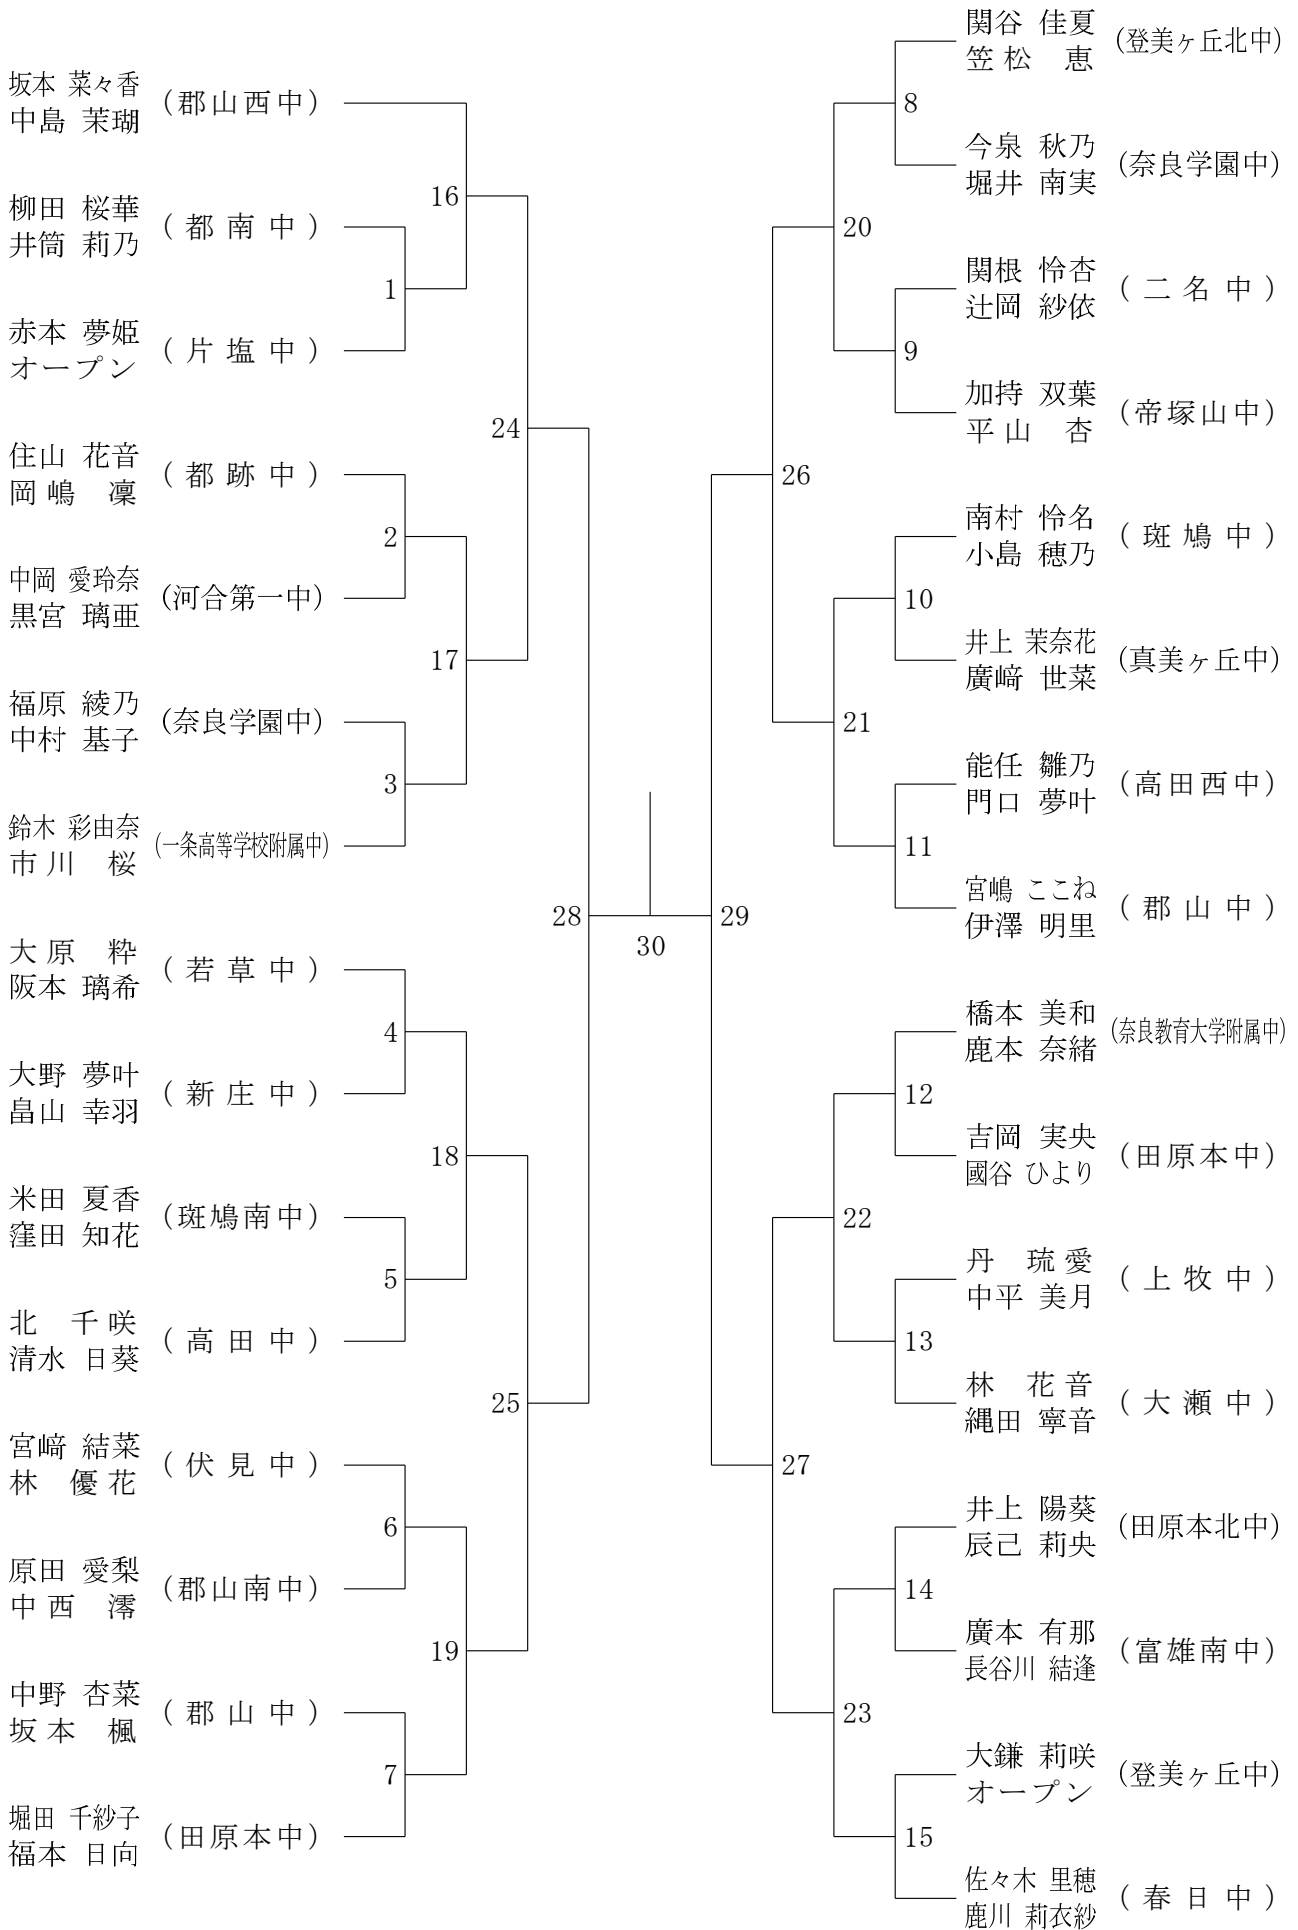 坂本 菜々香
中島 茉瑚
(郡山西中)
柳田 桜華
井筒 莉乃
(都南中)
赤本 夢姫
オープン
(片塩中)
住山 花音
岡嶋 凜
(都跡中)
中岡 愛玲奈
黒宮 璃亜
(河合第一中)
福原 綾乃
中村 基子
(奈良学園中)
鈴木 彩由奈
市川 桜
(一条高等学校附属中)
大原 粋
阪本 璃希
(若草中)
大野 夢叶
畠山 幸羽
(新庄中)
米田 夏香
窪田 知花
(斑鳩南中)
北 千咲
清水 日葵
(高田中)
宮﨑 結菜
林 優花
(伏見中)
原田 愛梨
中西 澪
(郡山南中)
中野 杏菜
坂本 楓
(郡山中)
堀田 千紗子
福本 日向
(田原本中)
1
2
3
4
5
6
7
16
17
18
19
24
25
28
30
29
26
27
20
21
22
23
8
9
10
11
12
13
14
15
関谷 佳夏
笠松 恵
(登美ヶ丘北中)
今泉 秋乃
堀井 南実
(奈良学園中)
関根 怜杏
辻岡 紗依
(二名中)
加持 双葉
平山 杏
(帝塚山中)
南村 怜名
小島 穂乃
(斑鳩中)
井上 茉奈花
廣﨑 世菜
(真美ヶ丘中)
能任 雛乃
門口 夢叶
(高田西中)
宮嶋 ここね
伊澤 明里
(郡山中)
橋本 美和
鹿本 奈緒
(奈良教育大学附属中)
吉岡 実央
國谷 ひより
(田原本中)
丹 琉愛
中平 美月
(上牧中)
林 花音
縄田 寧音
(大瀬中)
井上 陽葵
辰己 莉央
(田原本北中)
廣本 有那
長谷川 結逢
(富雄南中)
大鎌 莉咲
オープン
(登美ヶ丘中)
佐々木 里穂
鹿川 莉衣紗
(春日中)